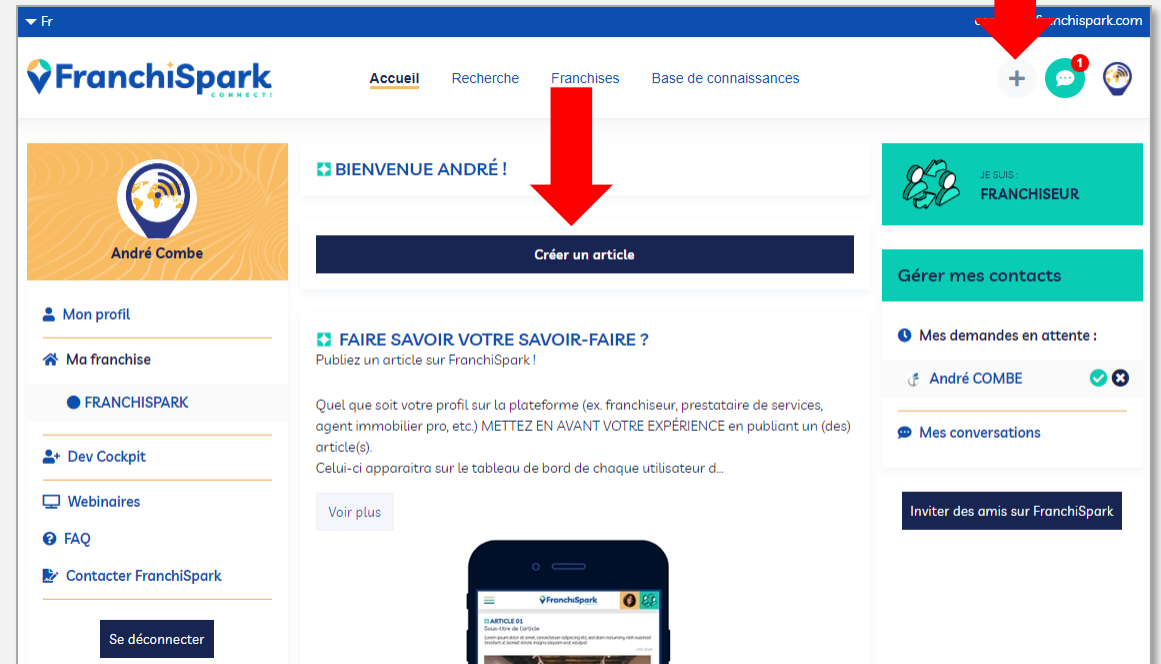 Fr
nchispark.com
FranchiSpark
CONNECT!
Accueil
Recherche
Franchises
Base de connaissances
1
André Combe
Mon profil
Ma franchise
FRANCHISPARK
Dev Cockpit
Webinaires
FAQ
Contacter FranchiSpark
Se déconnecter
BIENVENUE ANDRÉ !
Créer un article
FAIRE SAVOIR VOTRE SAVOIR-FAIRE ?
Publiez un article sur FranchiSpark !
Quel que soit votre profil sur la plateforme (ex. franchiseur, prestataire de services,
agent immobilier pro, etc.) METTEZ EN AVANT VOTRE EXPÉRIENCE en publiant un (des)
article(s).
Celui-ci apparaitra sur le tableau de bord de chaque utilisateur d...
Voir plus
FranchiSpark
ARTICLE 01
Sous-titre de l'article
JE SUIS :
FRANCHISEUR
Gérer mes contacts
Mes demandes en attente :
André COMBE
Mes conversations
Inviter des amis sur FranchiSpark